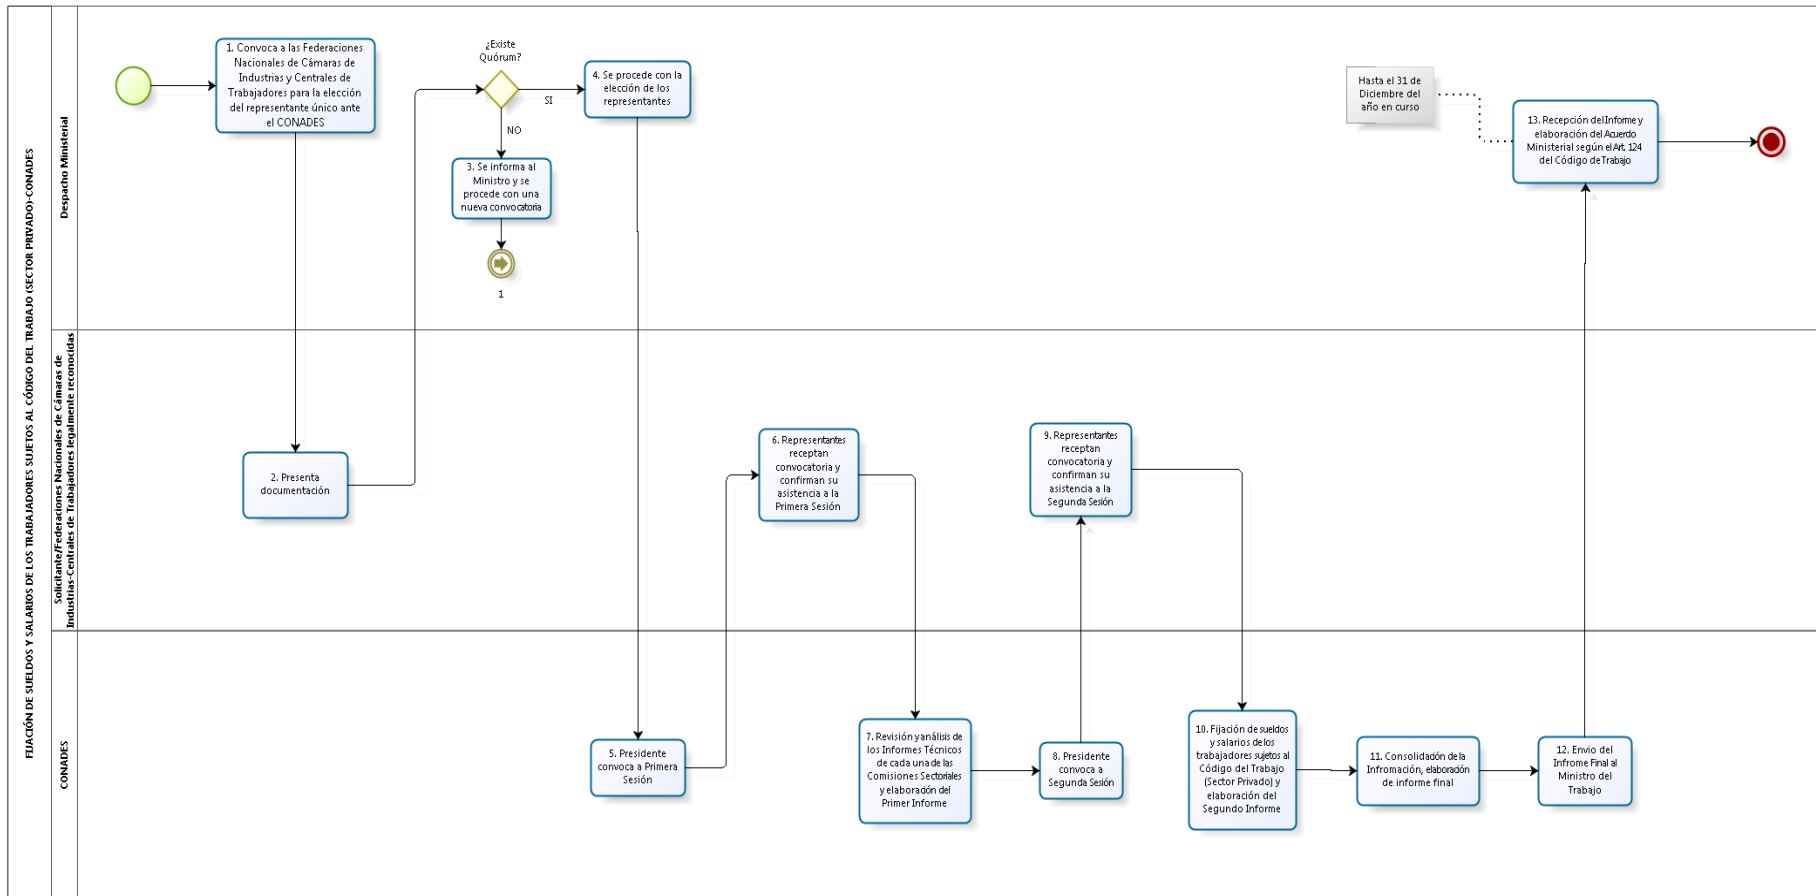 FIJACIÓN DE SUELDOS Y SALARIOS DE LOS TRABAJADORES SUJETOS AL CÓDIGO DEL TRABAJO (SECTOR PRIVADO)-CONADES
Despacho Ministerial
1. Convoca a las Federaciones
Nacionales de Cámaras de
Industrias y Centrales de
Trabajadores para la elección
del representante único ante
el CONADES
¿Existe
Quórum?
SI
NO
3. Se informa al
Ministro y se
procede con una
nueva convocatoria
1
4. Se procede con la
elección de los
representantes
Hasta el 31 de
Diciembre del
año en curso
13. Recepción del Informe y
elaboración del Acuerdo
Ministerial según el Art. 124
del Código de Trabajo
Solicitante/Federaciones Nacionales de Cámaras de
Industrias-Centrales de Trabajadores legalmente reconocidas
2. Presenta
documentación
6. Representantes
receptan
convocatoria y
confirman su
asistencia a la
Primera Sesión
9. Representantes
receptan
convocatoria y
confirman su
asistencia a la
Segunda Sesión
CONADES
5. Presidente
convoca a Primera
Sesión
7. Revisión y análisis de
los Informes Técnicos
de cada una de las
Comisiones Sectoriales
y elaboración del
Primer Informe
8. Presidente
convoca a
Segunda Sesión
10. Fijación de sueldos
y salarios de los
trabajadores sujetos al
Código del Trabajo
(Sector Privado) y
elaboración del
Segundo Informe
11. Consolidación de la
Infromación, elaboración
de informe final
12. Envio del
Infrome Final al
Ministro del
Trabajo